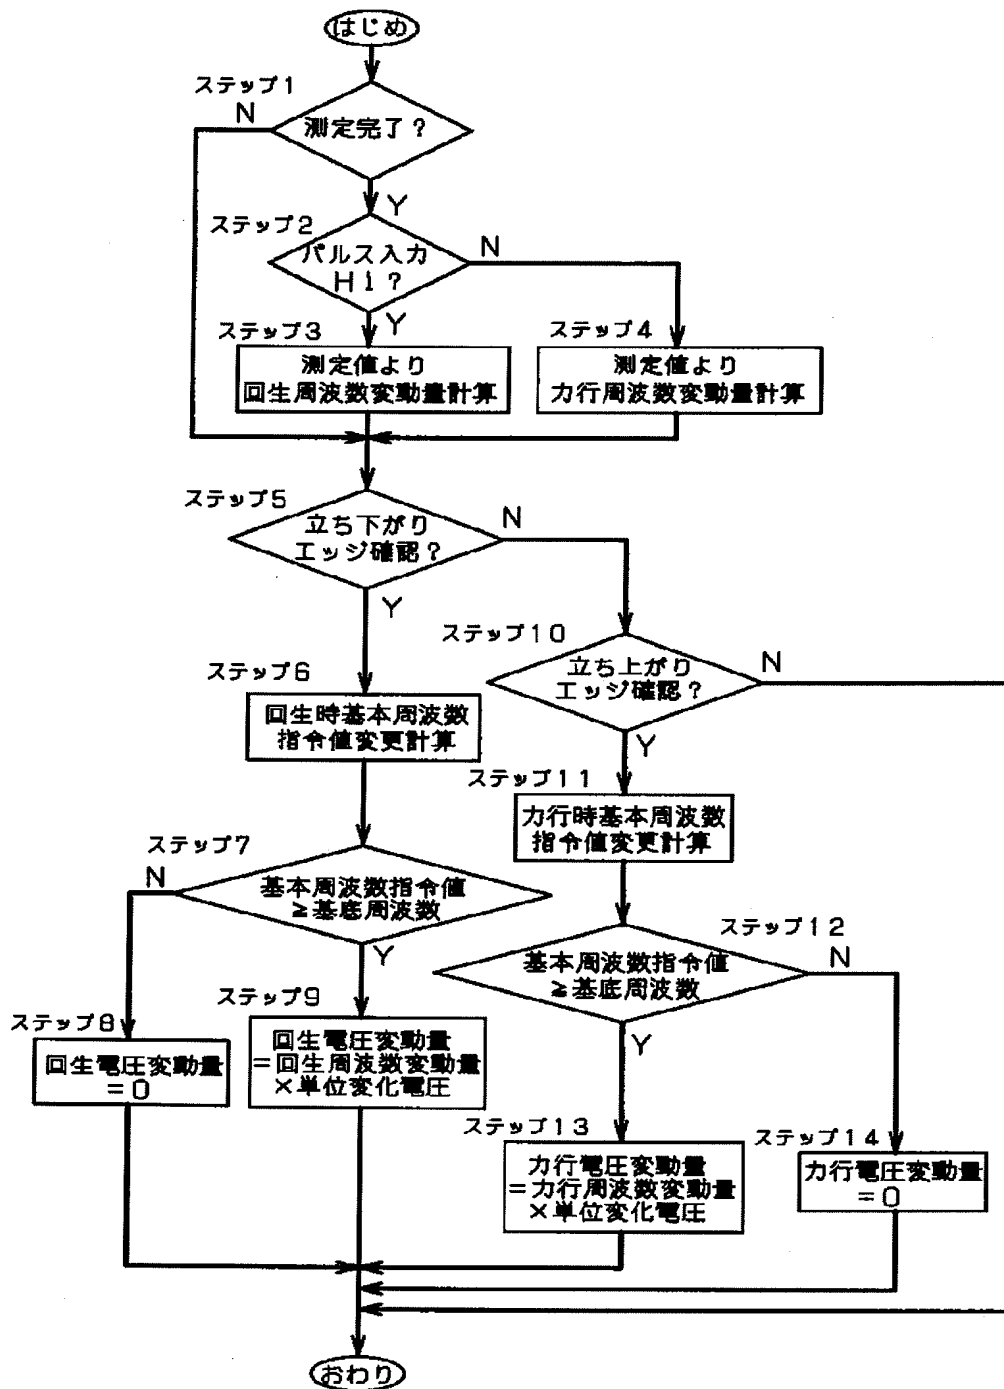 はじめ
ステップ1
N
測定完了?
Y
ステップ2
N
パルス入力
Hi?
Y
ステップ3
ステップ4
測定値より
回生周波数変動量計算
測定値より
力行周波数変動量計算
ステップ5
N
立ち下がり
エッジ確認?
Y
ステップ10
N
立ち上がり
エッジ確認?
Y
ステップ6
回生時基本周波数
指令値変更計算
ステップ11
力行時基本周波数
指令値変更計算
ステップ7
N
基本周波数指令値
≧基底周波数
Y
ステップ12
N
基本周波数指令値
≧基底周波数
Y
ステップ8
回生電圧変動量
=0
ステップ9
回生電圧変動量
=回生周波数変動量
×単位変化電圧
ステップ13
力行電圧変動量
=力行周波数変動量
×単位変化電圧
ステップ14
力行電圧変動量
=0
おわり